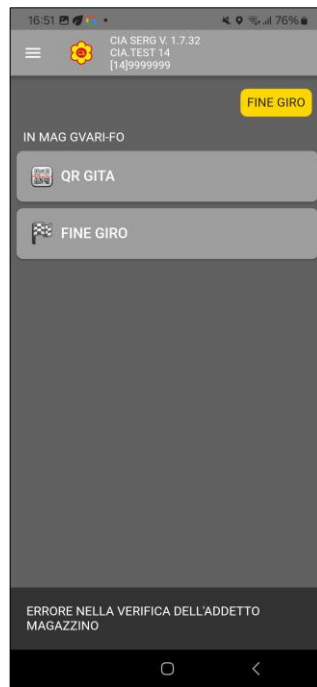 16:51 76%
CIA SERG V. 1.7.32
CIA.TEST 14
[14]9999999
FINE GIRO
IN MAG GVARI-FO
QR GITA
FINE GIRO
ERRORE NELLA VERIFICA DELL'ADDETTO
MAGAZZINO